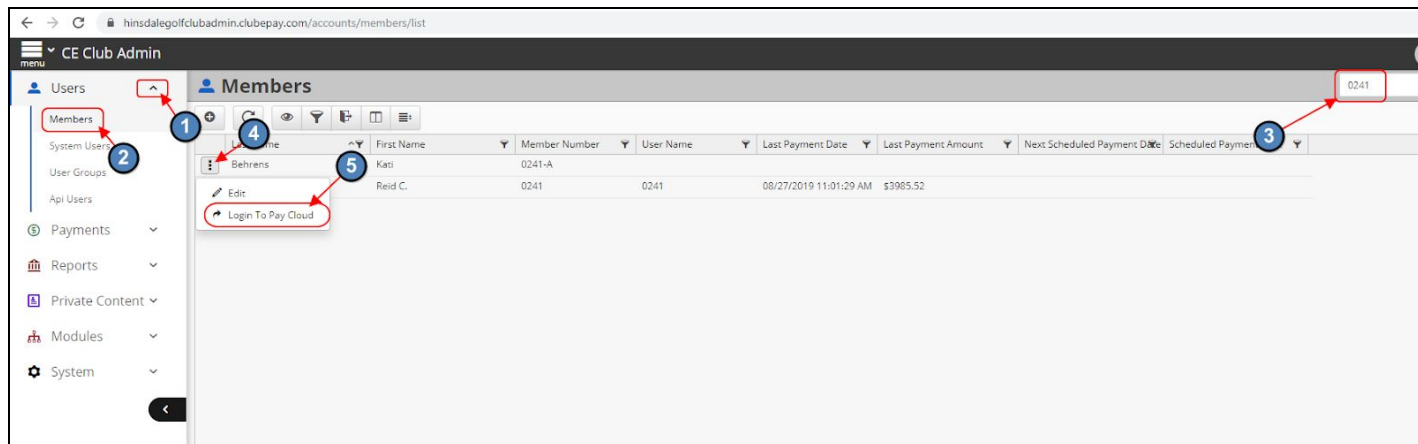 hinsdalegolfclubadmin.clubepay.com/accounts/members/list
menu CE Club Admin
Users
Members
System Users
User Groups
Api Users
Payments
Reports
Private Content
Modules
System
Members
0241
First Name Member Number User Name Last Payment Date Last Payment Amount Next Scheduled Payment Date Scheduled
Behrens Kati 0241-A
Reid C. 0241 0241 08/27/2019 11:01:29 AM $3985.52
Edit
Login To Pay Cloud
1
2
3
4
5